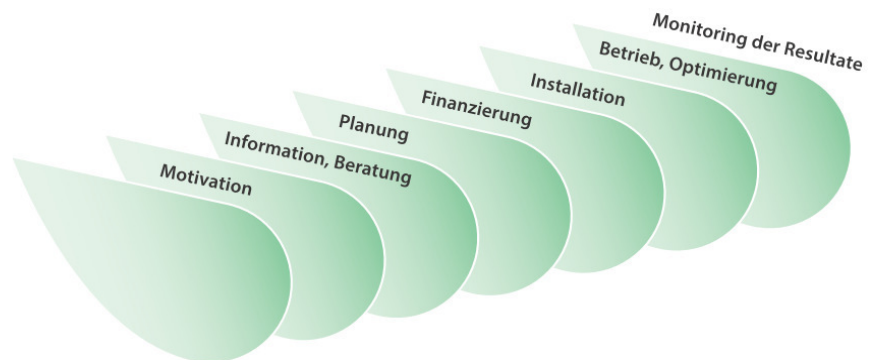 Motivation
Information, Beratung
Planung
Finanzierung
Installation
Betrieb, Optimierung
Monitoring der Resultate